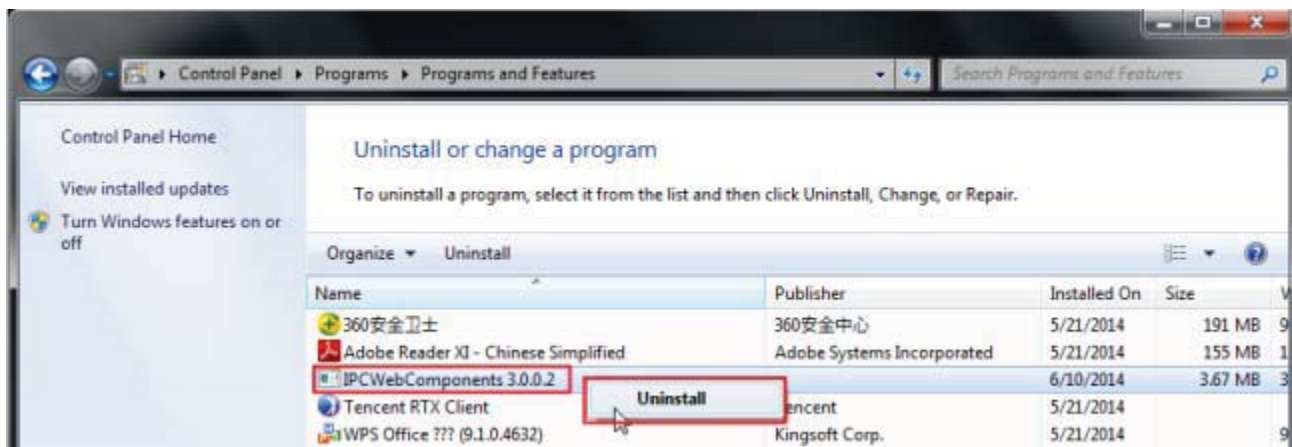 Control Panel ▸ Programs ▸ Programs and Features
Search Programs and Features
Control Panel Home
View installed updates
Turn Windows features on or
off
Uninstall or change a program
To uninstall a program, select it from the list and then click Uninstall, Change, or Repair.
Organize Uninstall
Name Publisher Installed On Size
360安全卫士 360安全中心 5/21/2014 191 MB 9
Adobe Reader XI - Chinese Simplified Adobe Systems Incorporated 5/21/2014 155 MB 1
IPCWebComponents 3.0.0.2 6/10/2014 3.67 MB 3
Uninstall
Tencent RTX Client encent 5/21/2014
WPS Office ??? (9.1.0.4632) Kingsoft Corp. 5/21/2014 9